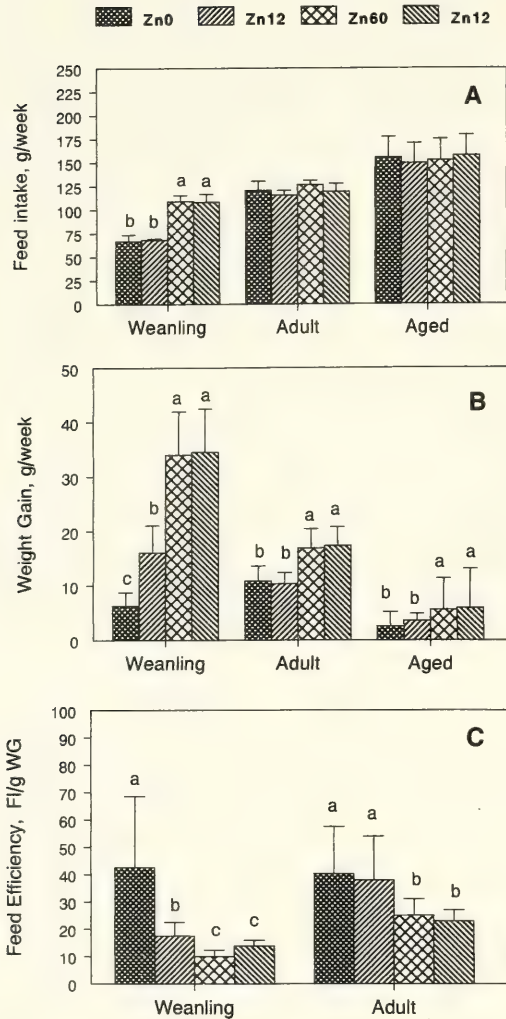 Zn0 Zn12 Zn60 Zn12
A
Feed intake, g/week
250
225
200
175
150
125
100
75
50
25
0
b b a a
Weanling Adult Aged
B
Weight Gain, g/week
50
40
30
20
10
0
c b a a b b a a b b a a
Weanling Adult Aged
C
Feed Efficiency, FI/g WG
100
90
80
70
60
50
40
30
20
10
0
a b c c a a b b
Weanling Adult